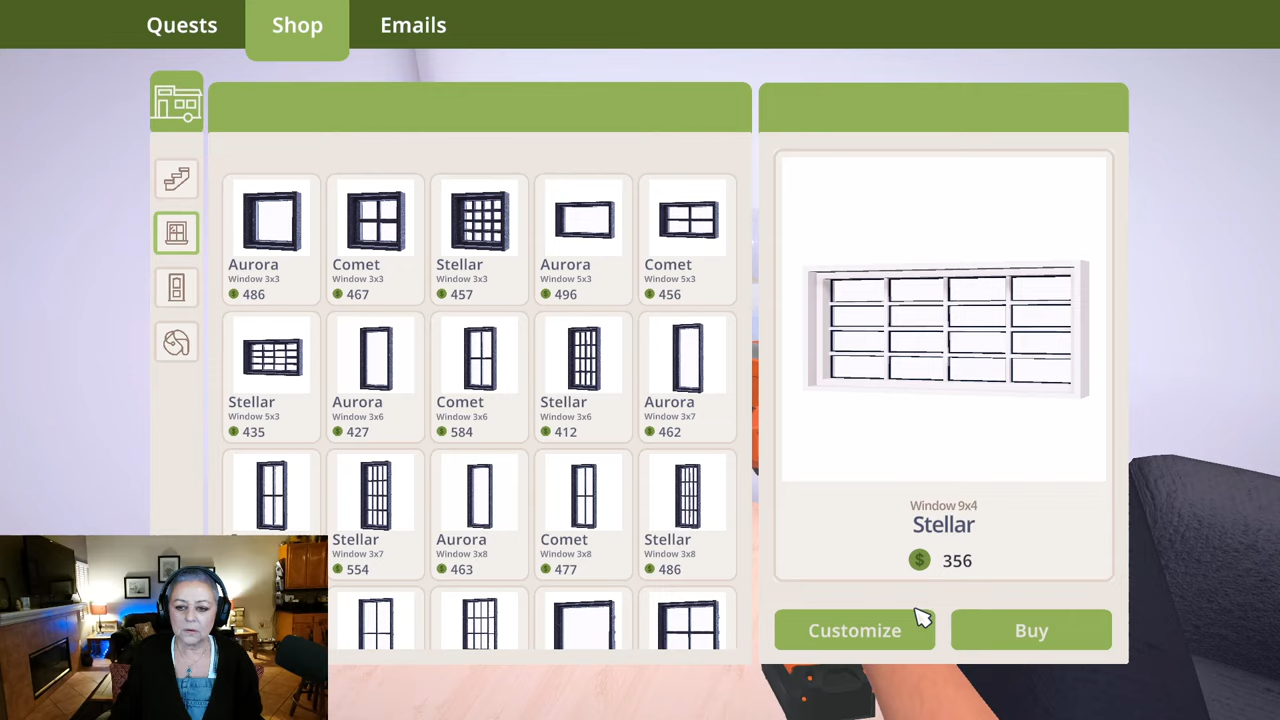 Quests Shop Emails
Aurora Comet Stellar Aurora Comet
Window 3x3 Window 3x3 Window 3x3 Window 5x3 Window 5x3
486 467 457 496 456
Stellar Aurora Comet Stellar Aurora
Window 5x3 Window 3x6 Window 3x6 Window 3x6 Window 3x7
435 427 584 412 462
Stellar Aurora Comet Stellar
Window 3x7 Window 3x8 Window 3x8 Window 3x8
554 463 477 486
Window 9x4
Stellar
$ 356
Customize Buy